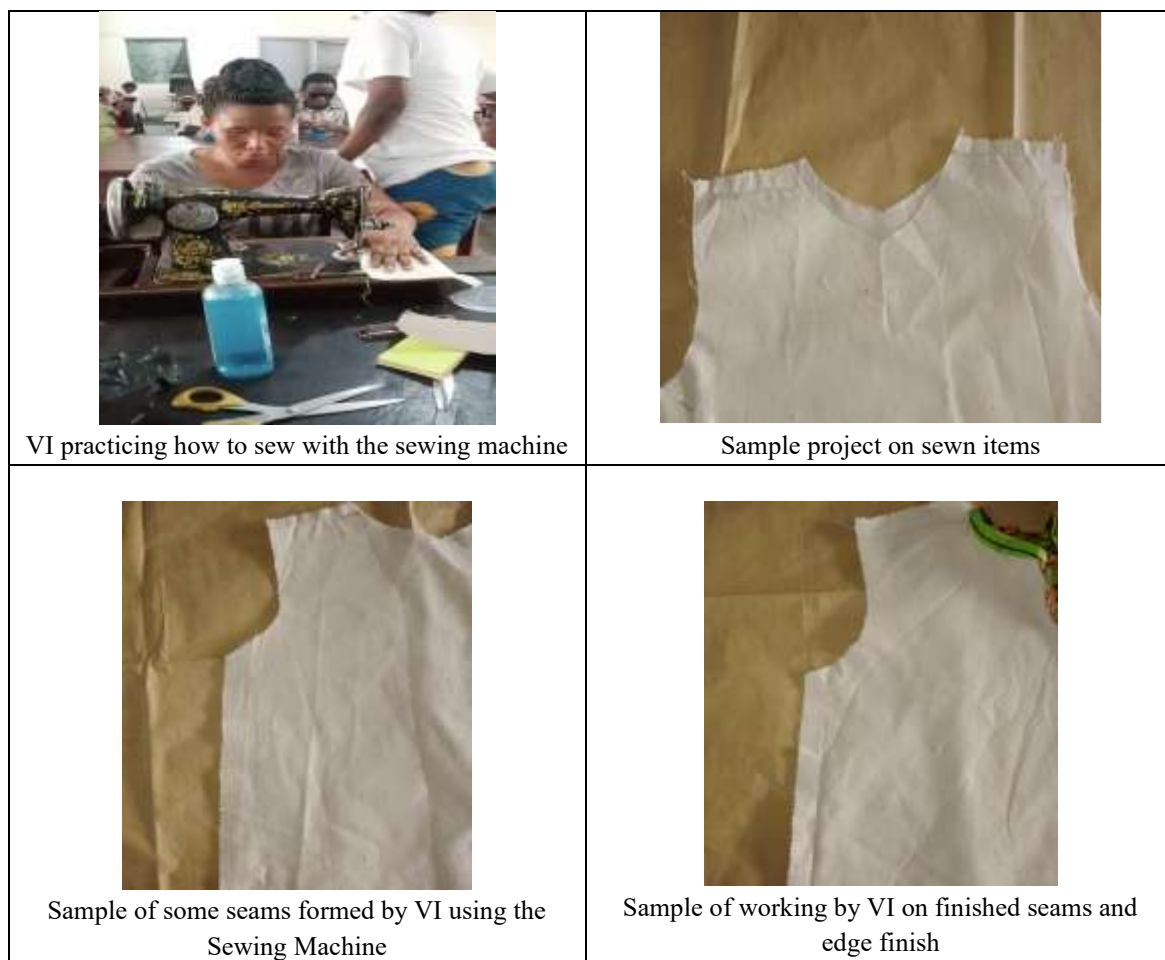 VI practicing how to sew with the sewing machine
Sample project on sewn items
Sample of some seams formed by VI using the
Sewing Machine
Sample of working by VI on finished seams and
edge finish